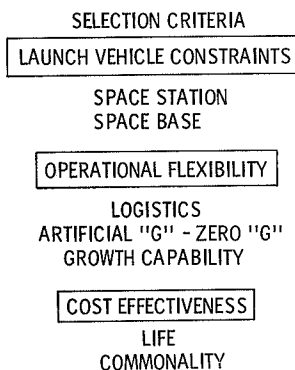 SELECTION CRITERIA
LAUNCH VEHICLE CONSTRAINTS
SPACE STATION
SPACE BASE
OPERATIONAL FLEXIBILITY
LOGISTICS
ARTIFICIAL "G" - ZERO "G"
GROWTH CAPABILITY
COST EFFECTIVENESS
LIFE
COMMONALITY